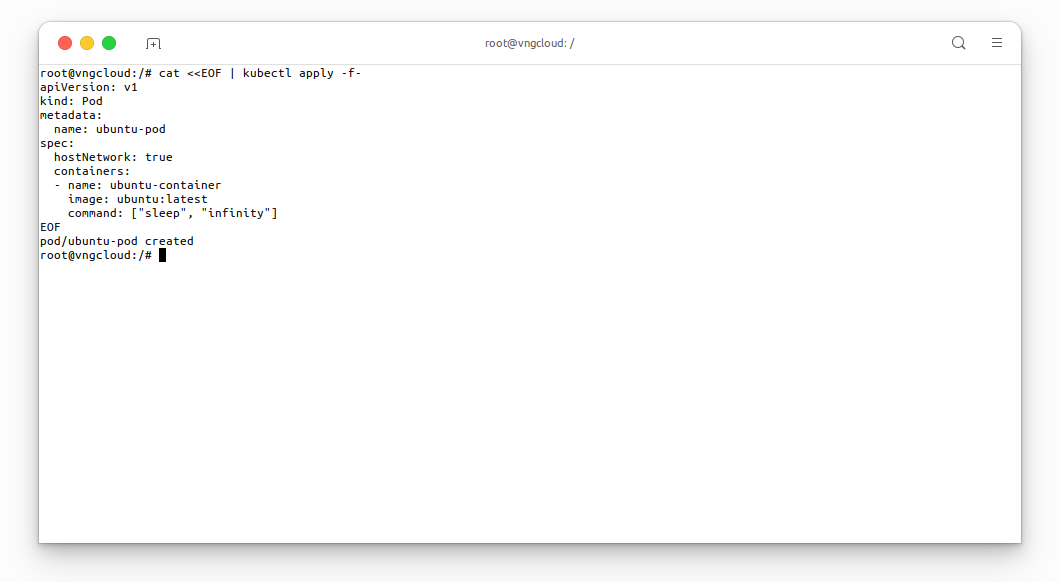 root@vngcloud: /
root@vngcloud:/# cat <<EOF | kubectl apply -f-
apiVersion: v1
kind: Pod
metadata:
  name: ubuntu-pod
spec:
  hostNetwork: true
  containers:
  - name: ubuntu-container
    image: ubuntu:latest
    command: ["sleep", "infinity"]
EOF
pod/ubuntu-pod created
root@vngcloud:/#